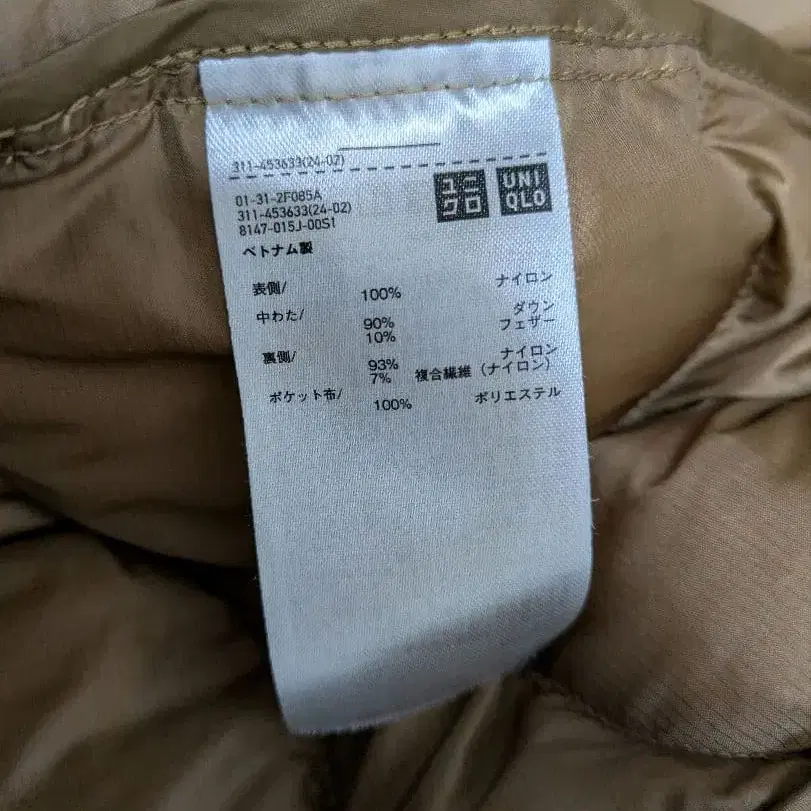 311-453633(24-02)
01-31-2F085A
311-453633(24-02)
8147-015J-00S1
ベトナム製
ユニクロ
UNIQLO
表側/ 100% ナイロン
中わた/ 90% ダウン
10% フェザー
裏側/ 93% ナイロン
7% 複合繊維（ナイロン）
ポケット布/ 100% ポリエステル